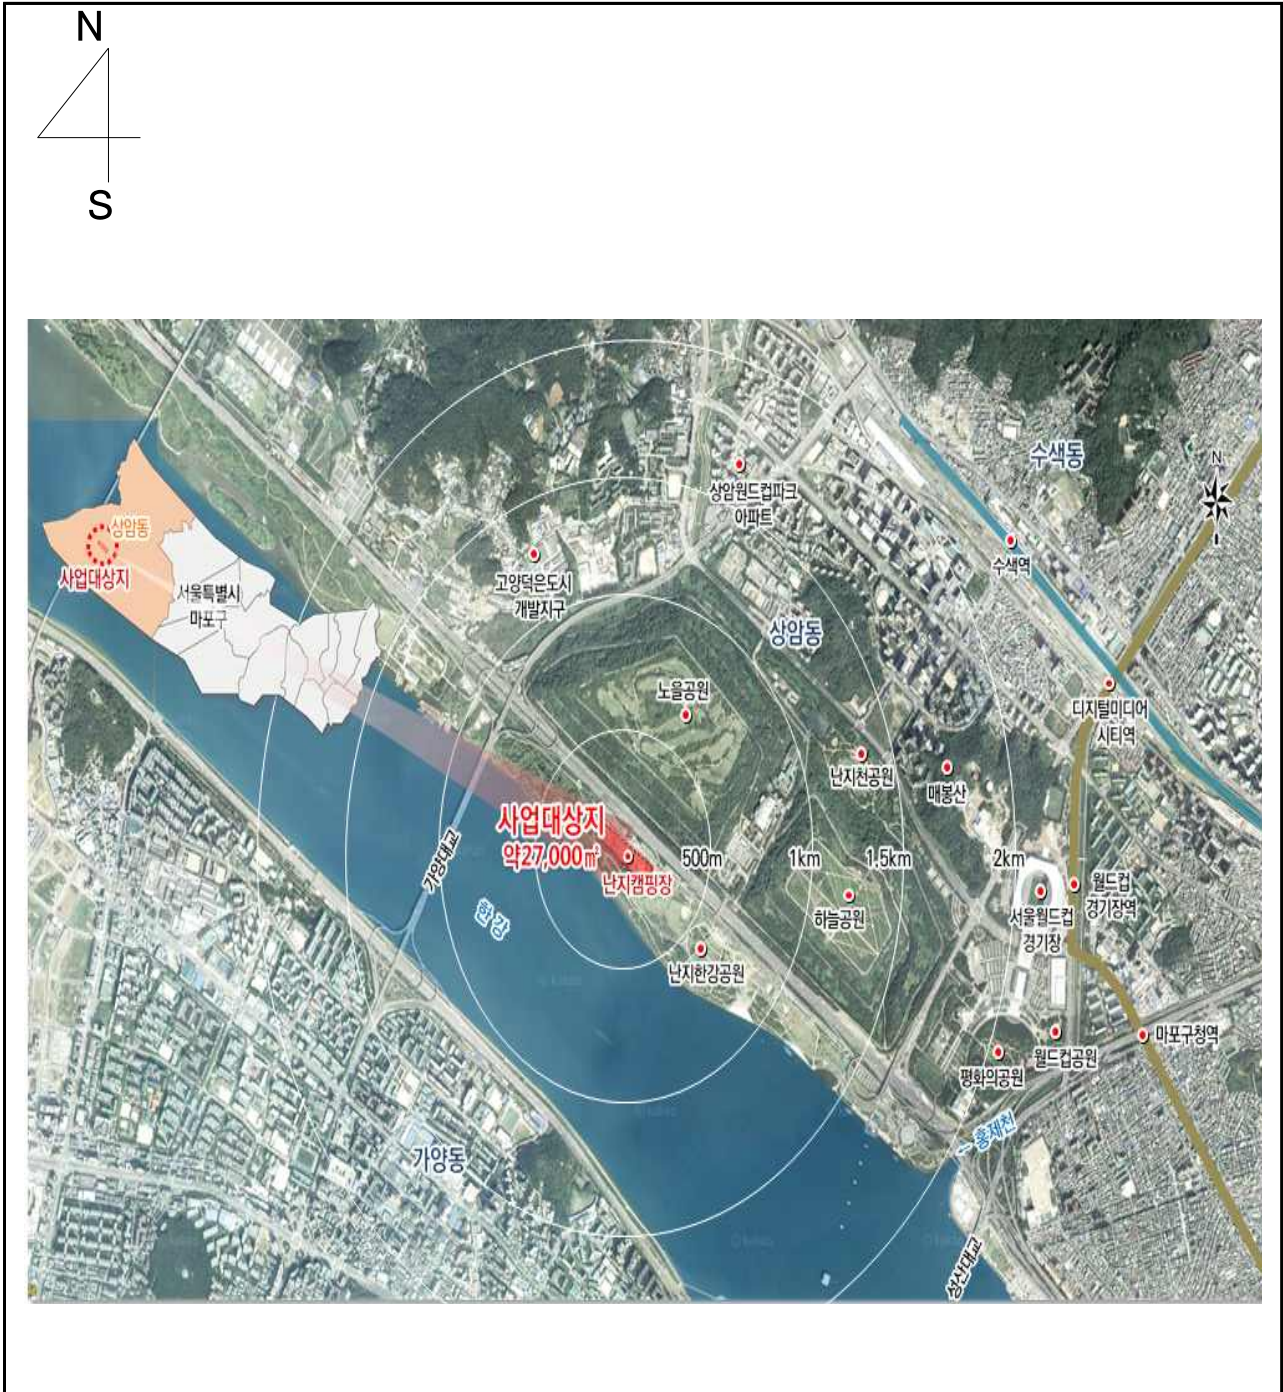 N
S
수색동
N
상암월드컵파크
아파트
상암동
사업대상지
수색역
고양덕은도시
개발지구
서울특별시
마포구
상암동
노을공원
디지털미디어
시티역
난지천공원
매봉산
사업대상지
약27,000㎡
500m
1km
1.5km
2km
가양대교
난지캠핑장
월드컵
경기장역
하늘공원
서울월드컵
경기장
한강
난지한강공원
마포구청역
월드컵공원
평화의공원
← 홍제천
가양동
성산대교